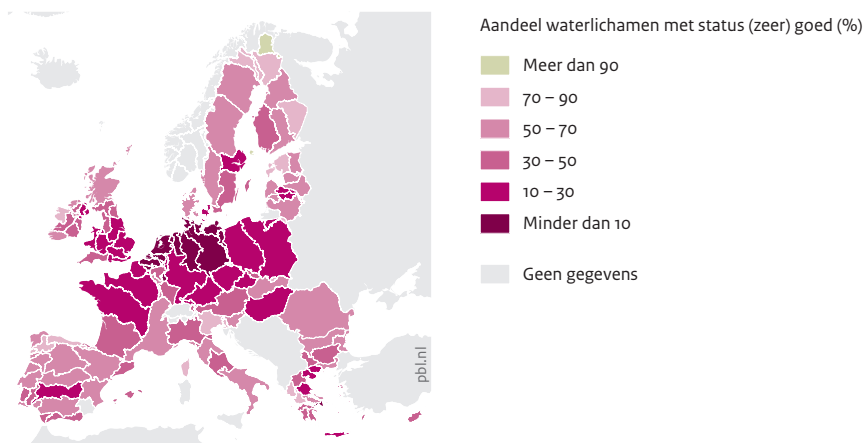 Aandeel waterlichamen met status (zeer) goed (%)
Meer dan 90
70 – 90
50 – 70
30 – 50
10 – 30
Minder dan 10
Geen gegevens
pbl.nl